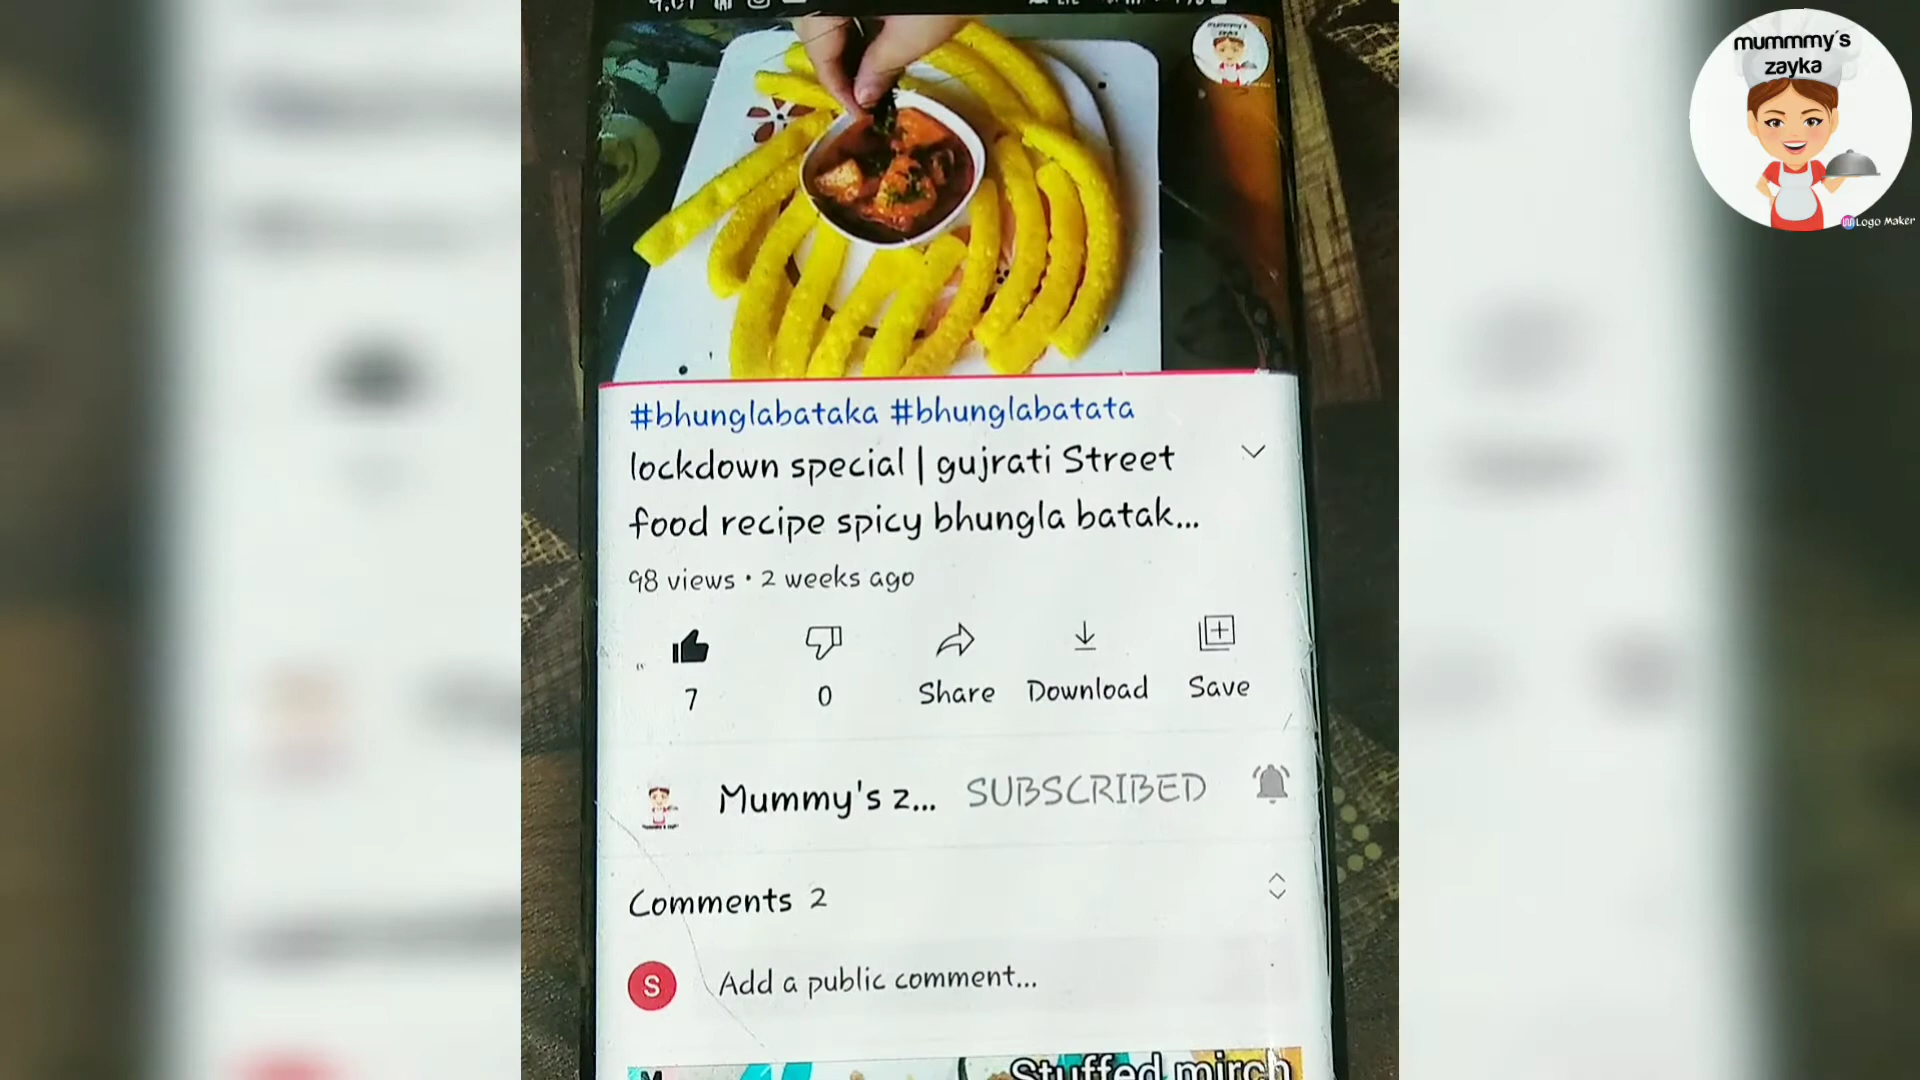 mummmy's
zayka
Logo Maker
#bhunglabataka #bhunglabatata
lockdown special | gujrati Street
food recipe spicy bhungla batak...
98 views • 2 weeks ago
7
0
Share
Download
Save
Mummy's z...
SUBSCRIBED
Comments 2
S
Add a public comment...
Stuffed mirch